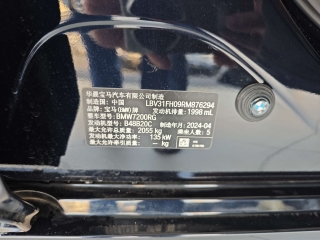 华晨宝马汽车有限公司制造
制造国:中国 LBV31FH09RM876294
品牌:宝马(BMW)牌 发动机排量:1998 mL
整车型号:BMW7200RG
发动机型号:B48B20C 制造年月:2024-04
最大允许总质量:2055 kg 乘坐人数:5
发动机最大净功率:135 kW
最大允许牵引质量:-- kg